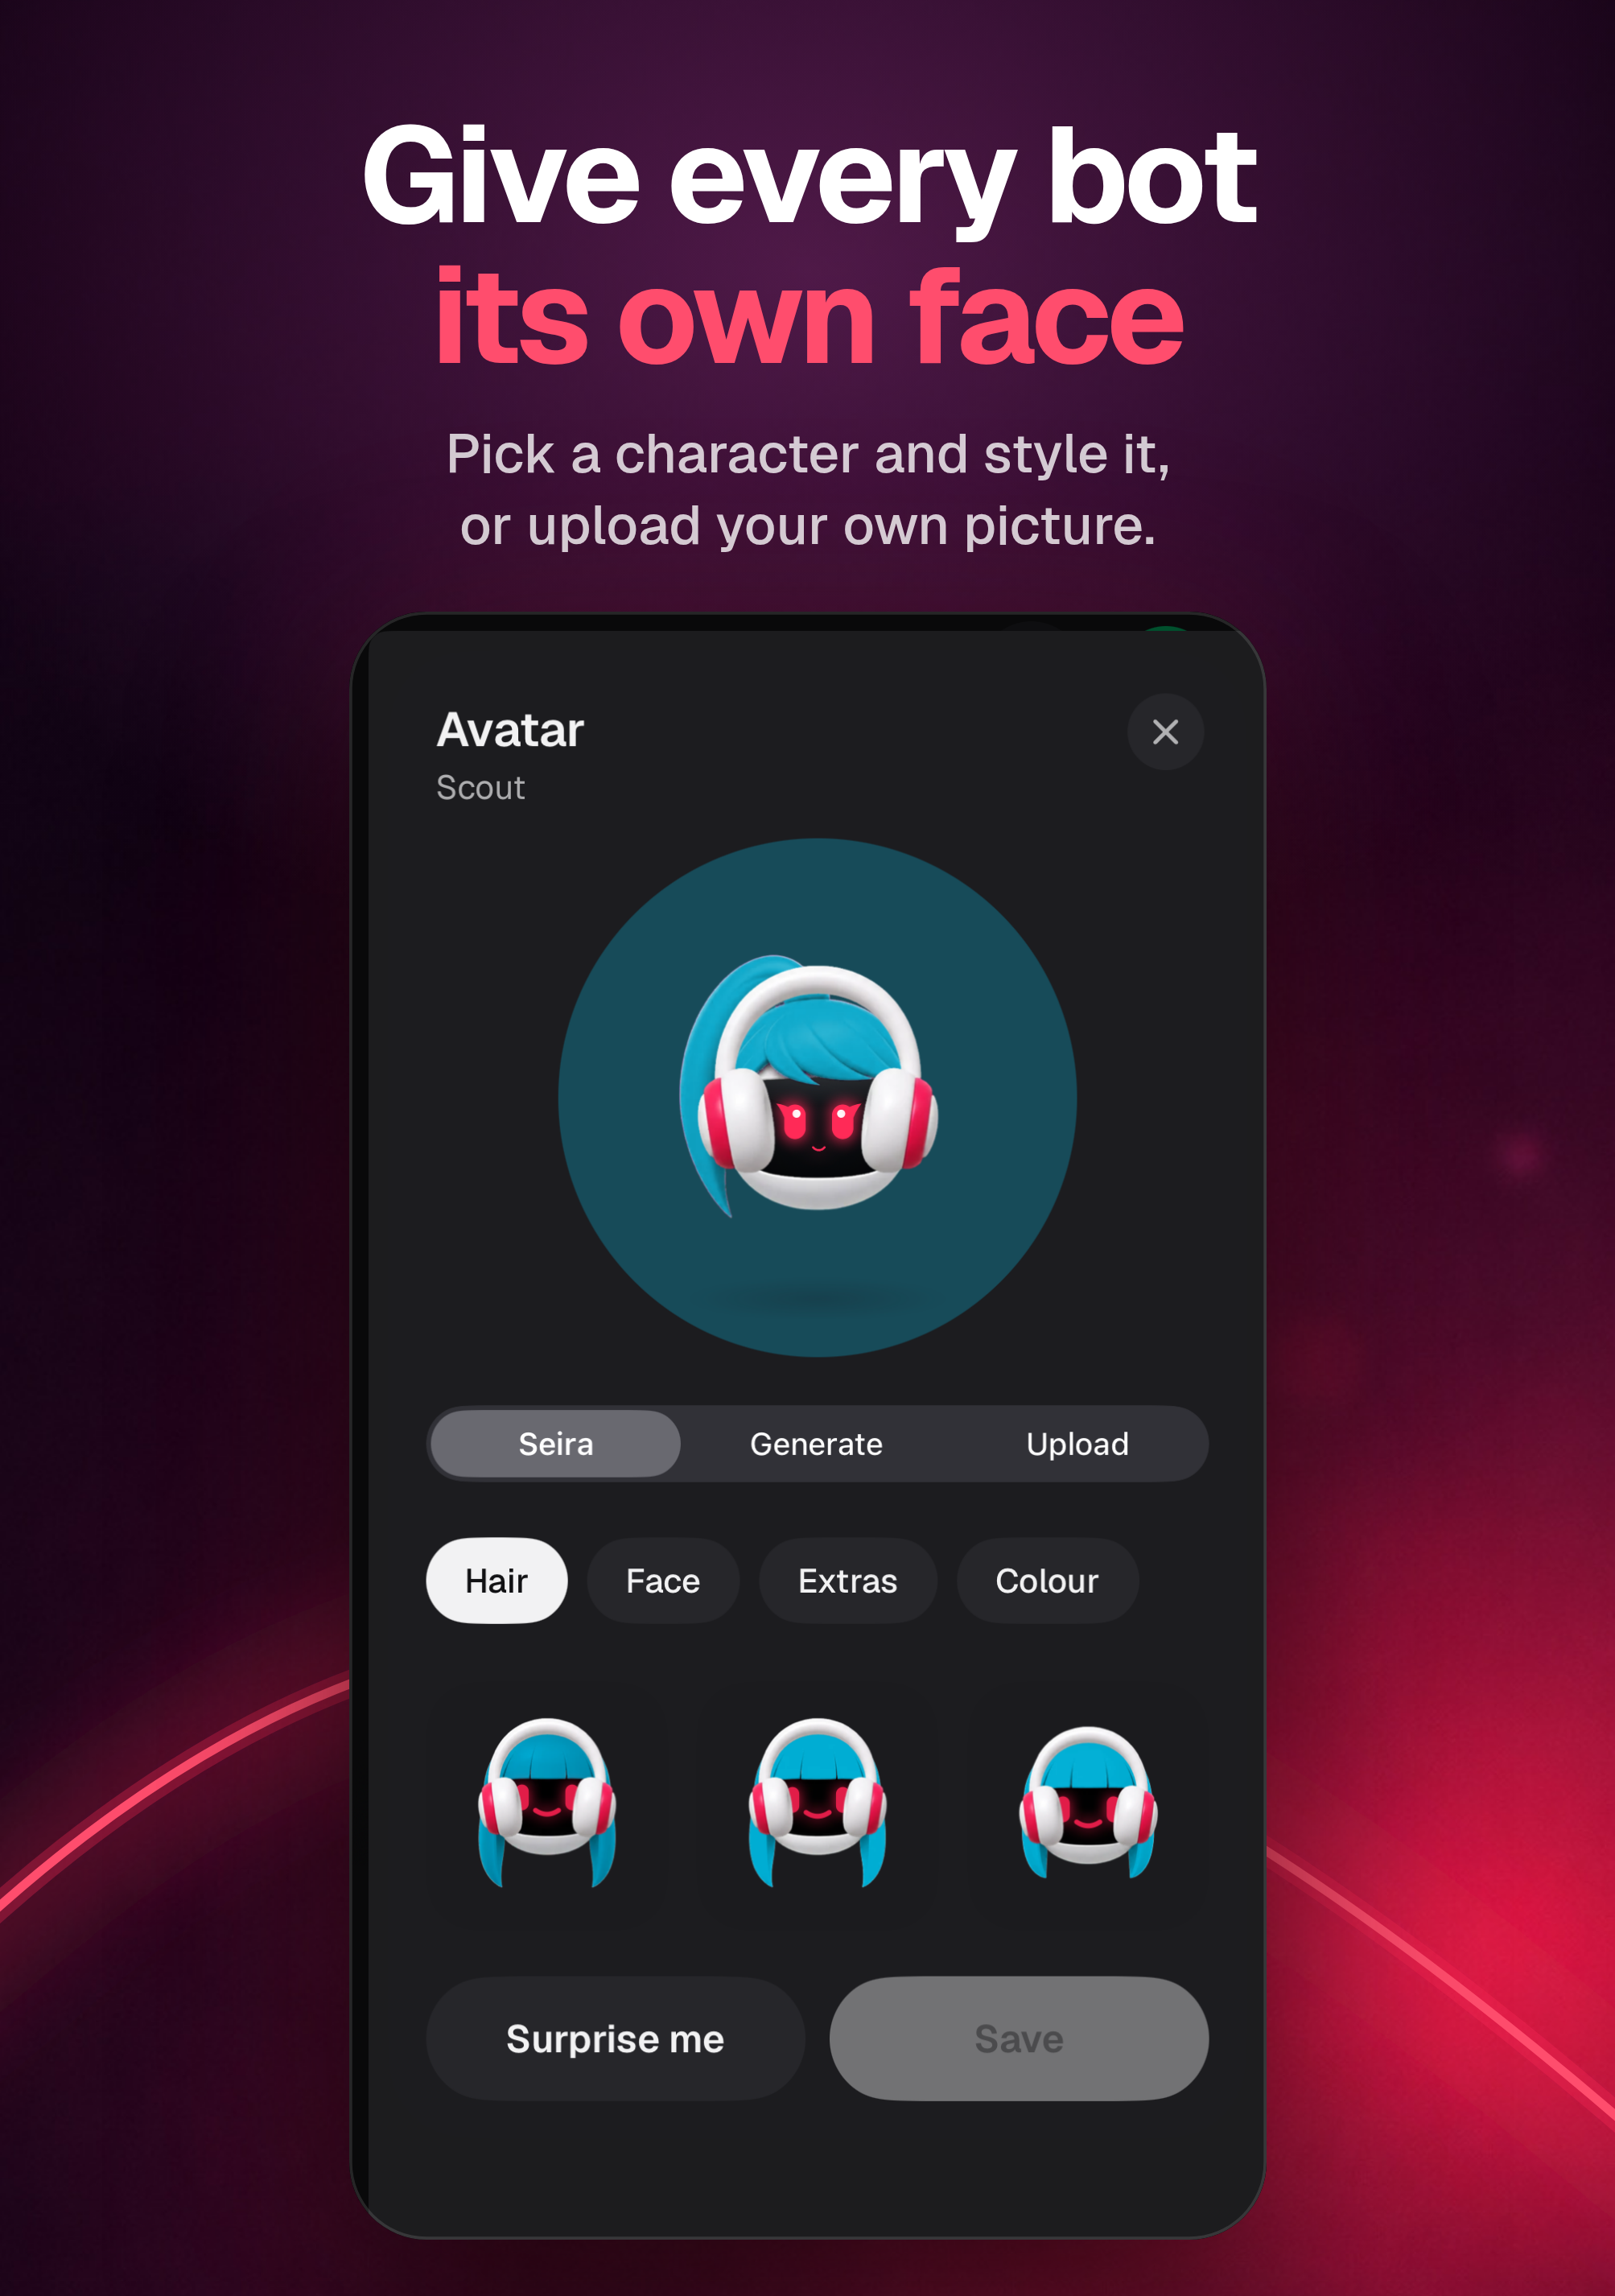 Give every bot
its own face
Pick a character and style it,
or upload your own picture.
Avatar
Scout
Seira
Generate
Upload
Hair
Face
Extras
Colour
Surprise me
Save